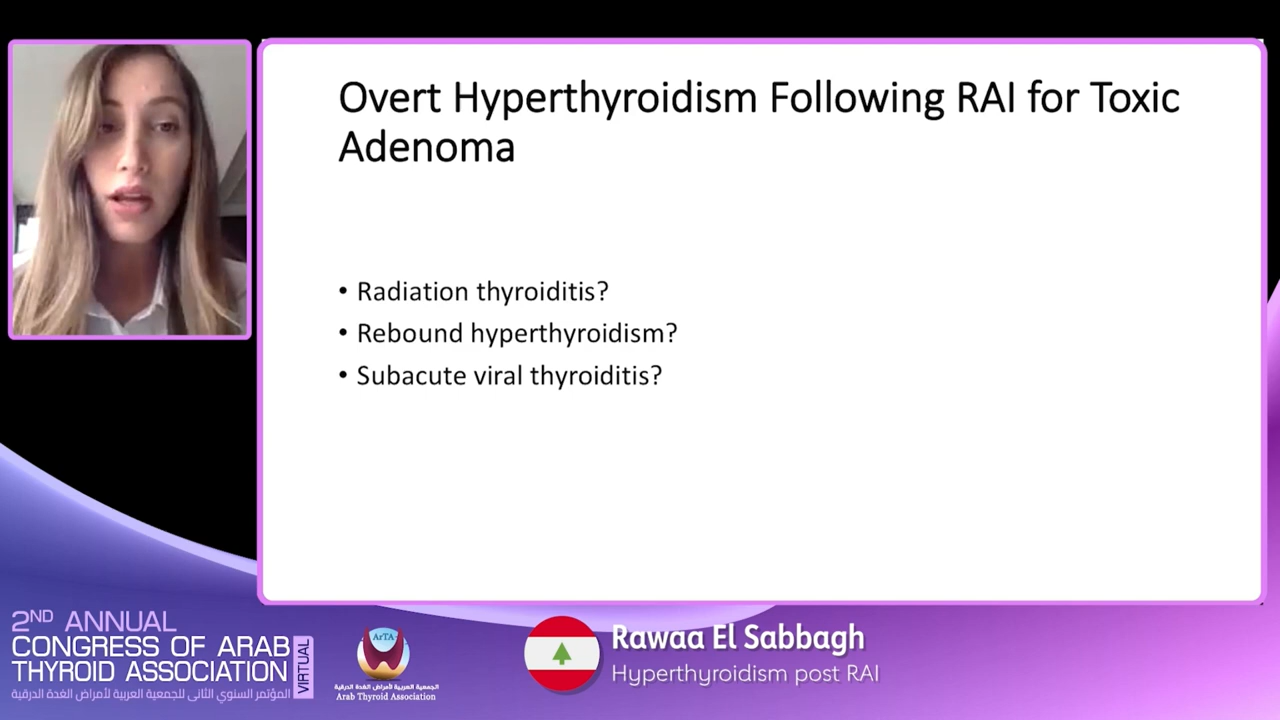 Overt Hyperthyroidism Following RAI for Toxic
Adenoma
• Radiation thyroiditis?
• Rebound hyperthyroidism?
• Subacute viral thyroiditis?
2ND ANNUAL
CONGRESS OF ARAB
THYROID ASSOCIATION
VIRTUAL
المؤتمر السنوي الثاني للجمعية العربية لأمراض الغدة الدرقية
ArTA
الجمعية العربية لأمراض الغدة الدرقية
Arab Thyroid Association
Rawaa El Sabbagh
Hyperthyroidism post RAI